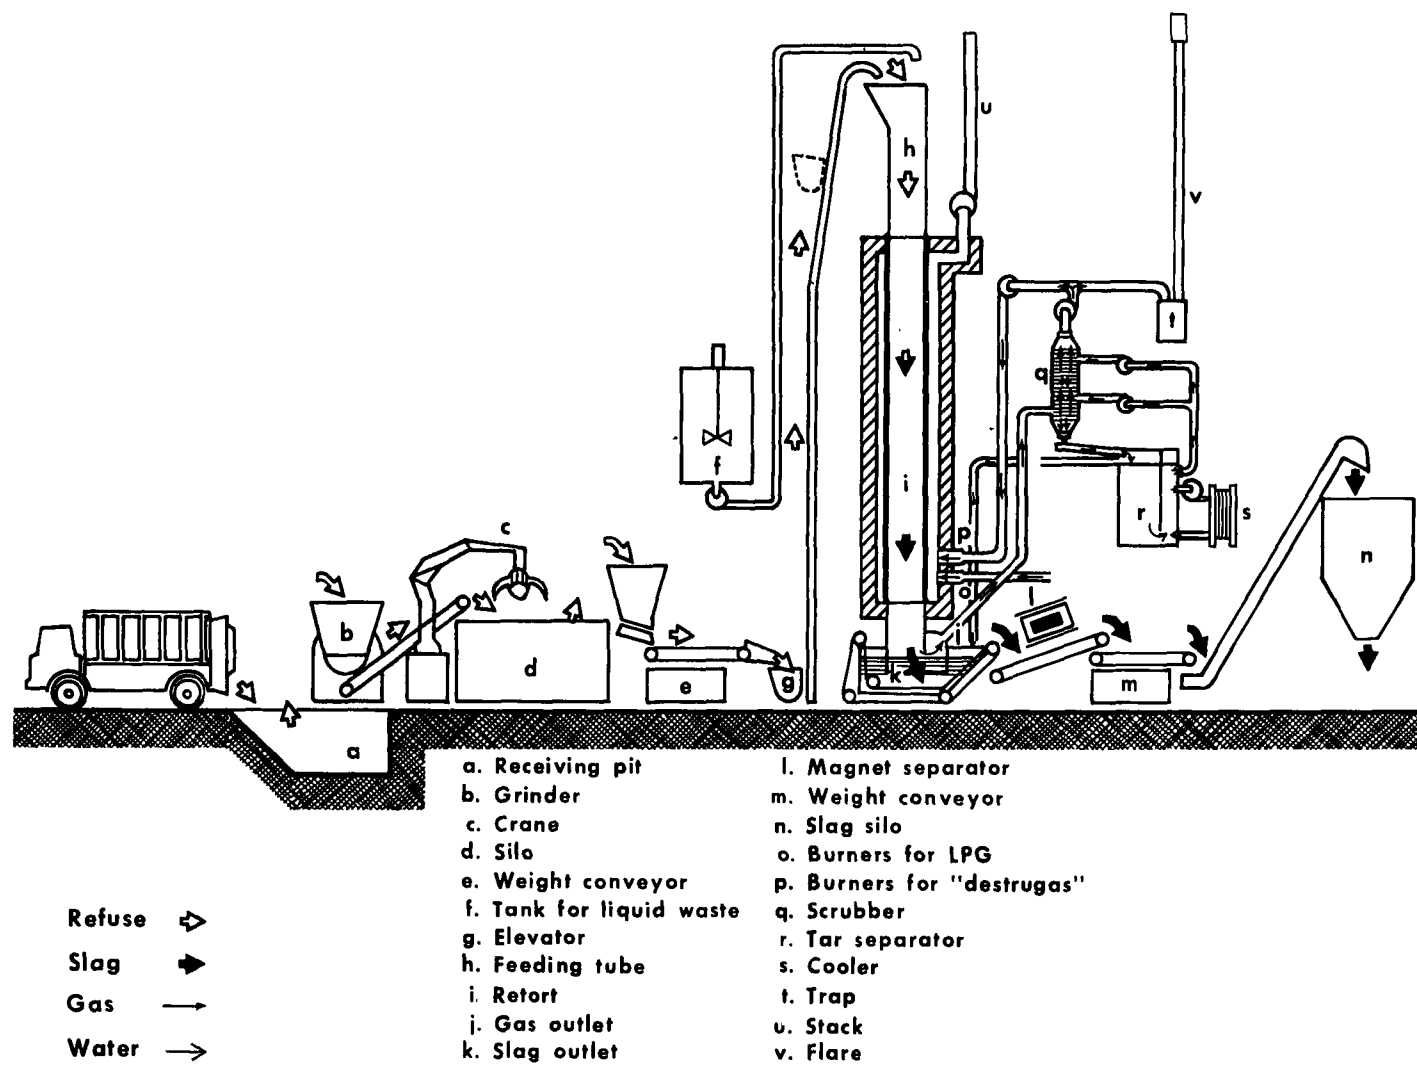 u
h
v
t
q
f
i
r
s
p
n
c
o
l
b
j
d
e
g
k
m
a
a. Receiving pit
b. Grinder
c. Crane
d. Silo
e. Weight conveyor
f. Tank for liquid waste
g. Elevator
h. Feeding tube
i. Retort
j. Gas outlet
k. Slag outlet
l. Magnet separator
m. Weight conveyor
n. Slag silo
o. Burners for LPG
p. Burners for "destrugas"
q. Scrubber
r. Tar separator
s. Cooler
t. Trap
u. Stack
v. Flare
Refuse
Slag
Gas
Water